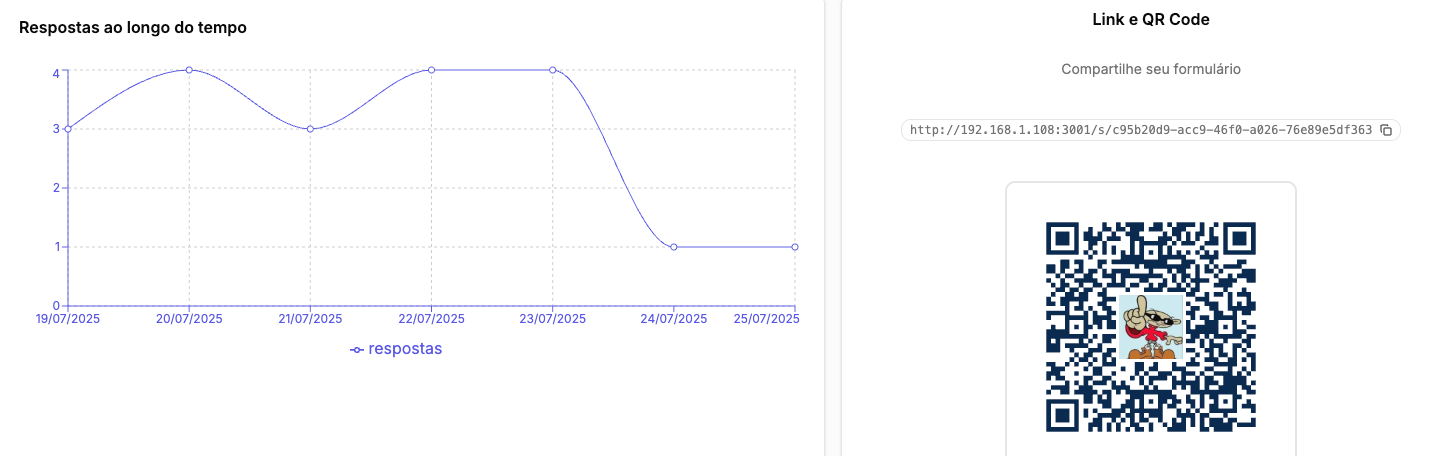 Respostas ao longo do tempo
4
3
2
1
0
19/07/2025
20/07/2025
21/07/2025
22/07/2025
23/07/2025
24/07/2025
25/07/2025
respostas
Link e QR Code
Compartilhe seu formulário
http://192.168.1.108:3001/s/c95b20d9-acc9-46f0-a026-76e89e5df363